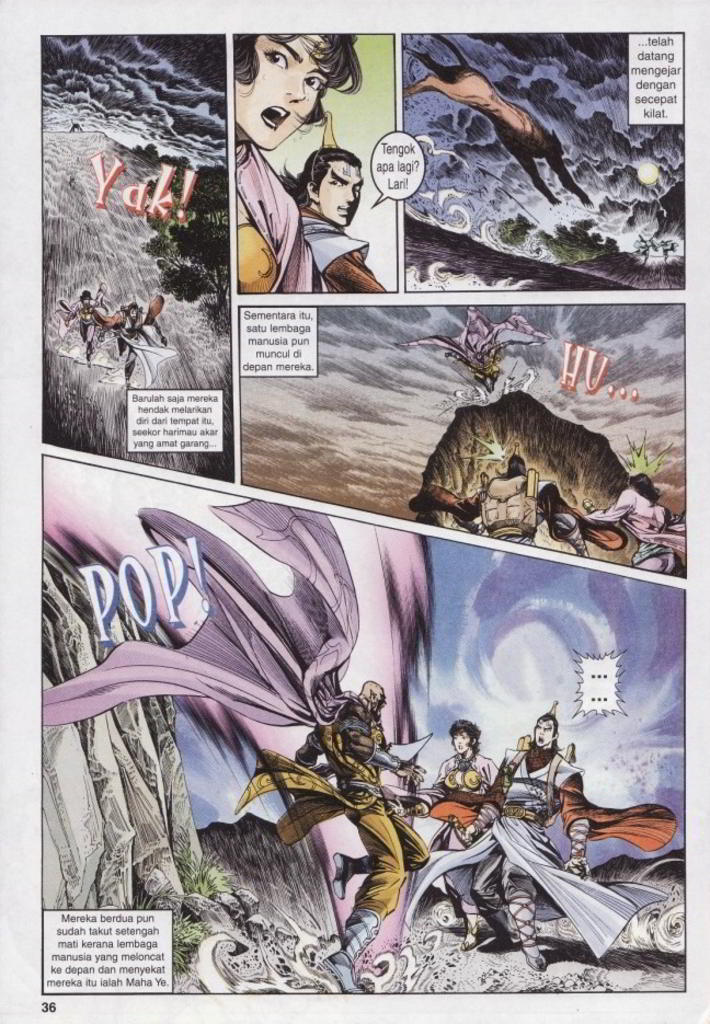 Yak!
Barulah saja mereka
hendak melarikan
diri dari tempat itu,
seekor harimau akar
yang amat garang...
Tengok
apa lagi?
Lari!
...telah
datang
mengejar
dengan
secepat
kilat.
Sementara itu,
satu lembaga
manusia pun
muncul di
depan mereka.
HU...
POP!
...
...
Mereka berdua pun
sudah takut setengah
mati kerana lembaga
manusia yang meloncat
ke depan dan menyekat
mereka itu ialah Maha Ye.
36